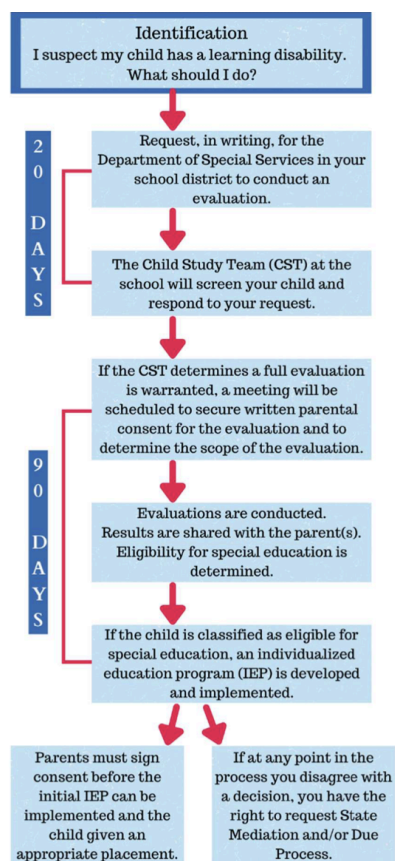 Identification
I suspect my child has a learning disability.
What should I do?
20 DAYS
Request, in writing, for the
Department of Special Services in your
school district to conduct an
evaluation.
The Child Study Team (CST) at the
school will screen your child and
respond to your request.
If the CST determines a full evaluation
is warranted, a meeting will be
scheduled to secure written parental
consent for the evaluation and to
determine the scope of the evaluation.
90 DAYS
Evaluations are conducted.
Results are shared with the parent(s).
Eligibility for special education is
determined.
If the child is classified as eligible for
special education, an individualized
education program (IEP) is developed
and implemented.
Parents must sign
consent before the
initial IEP can be
implemented and the
child given an
appropriate placement.
If at any point in the
process you disagree with
a decision, you have the
right to request State
Mediation and/or Due
Process.